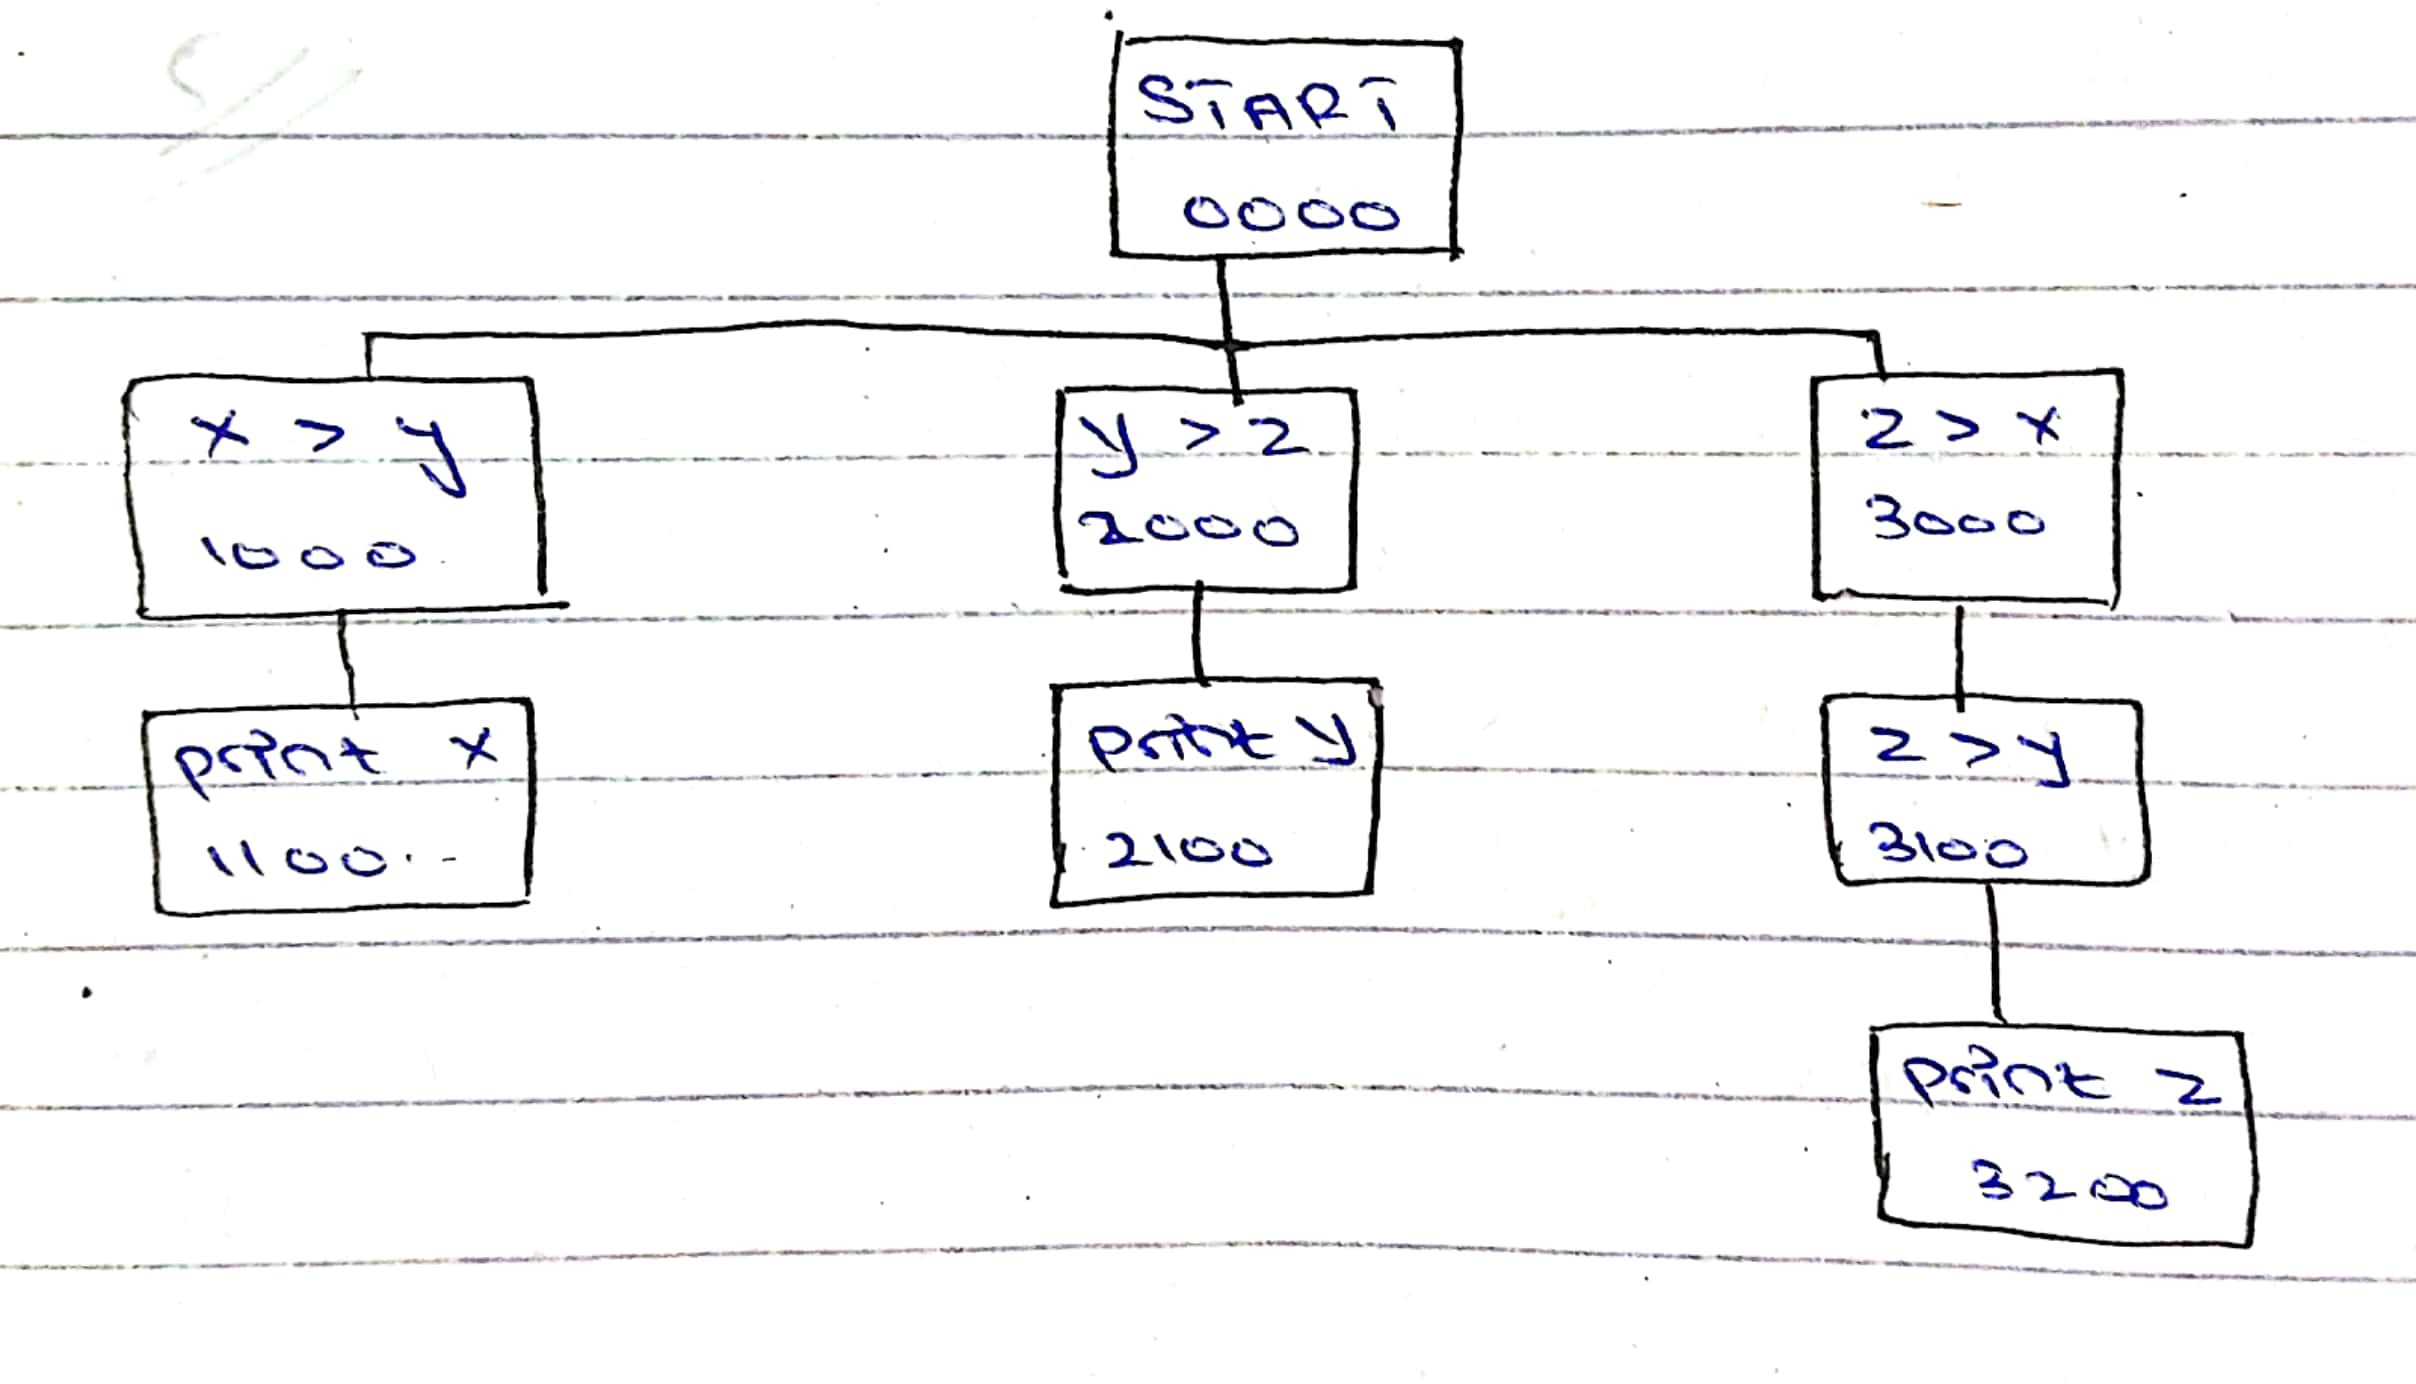 START
0000
x > y
1000
y > z
2000
z > x
3000
print x
1100
print y
2100
z > y
3100
print z
3200